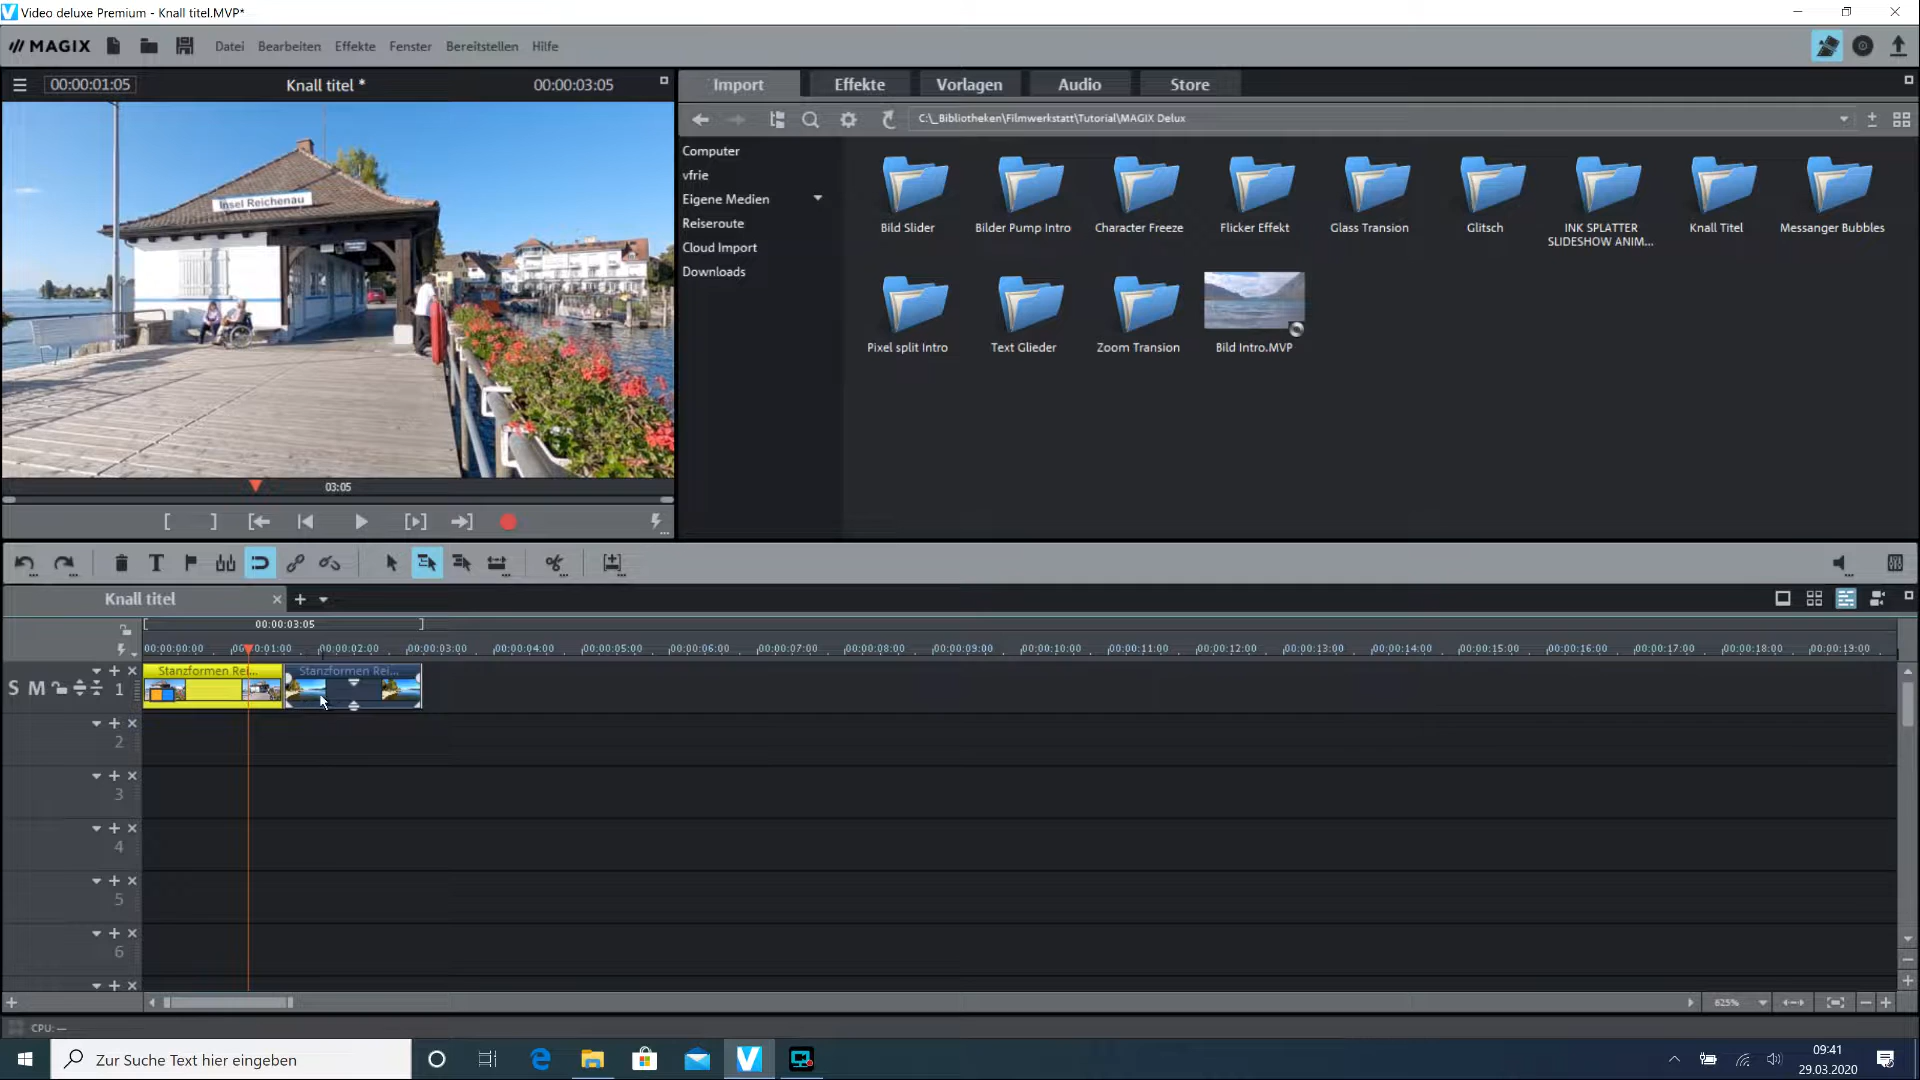 Video deluxe Premium - Knall titel.MVP*
MAGIX Datei Bearbeiten Effekte Fenster Bereitstellen Hilfe
00:00:01:05 Knall titel * 00:00:03:05
Import Effekte Vorlagen Audio Store
C:\_Bibliotheken\Filmwerkstatt\Tutorial\MAGIX Delux
Computer
vfrie
Eigene Medien
Reiseroute
Cloud Import
Downloads
Insel Reichenau
Bild Slider Bilder Pump Intro Character Freeze Flicker Effekt Glass Transion Glitsch INK SPLATTER Knall Titel Messanger Bubbles
SLIDESHOW ANIM...
Pixel split Intro Text Glieder Zoom Transion Bild Intro.MVP
03:05
Knall titel
00:00:03:05
00:00:00:00 00:00:01:00 00:00:02:00 00:00:03:00 00:00:04:00 00:00:05:00 00:00:06:00 00:00:07:00 00:00:08:00 00:00:09:00 00:00:10:00 00:00:11:00 00:00:12:00 00:00:13:00 00:00:14:00 00:00:15:00 00:00:16:00 00:00:17:00 00:00:18:00 00:00:19:00
Stanzformen Rei... Stanzformen Rei...
S M 1
2
3
4
5
6
625%
CPU: —
Zur Suche Text hier eingeben
09:41
29.03.2020